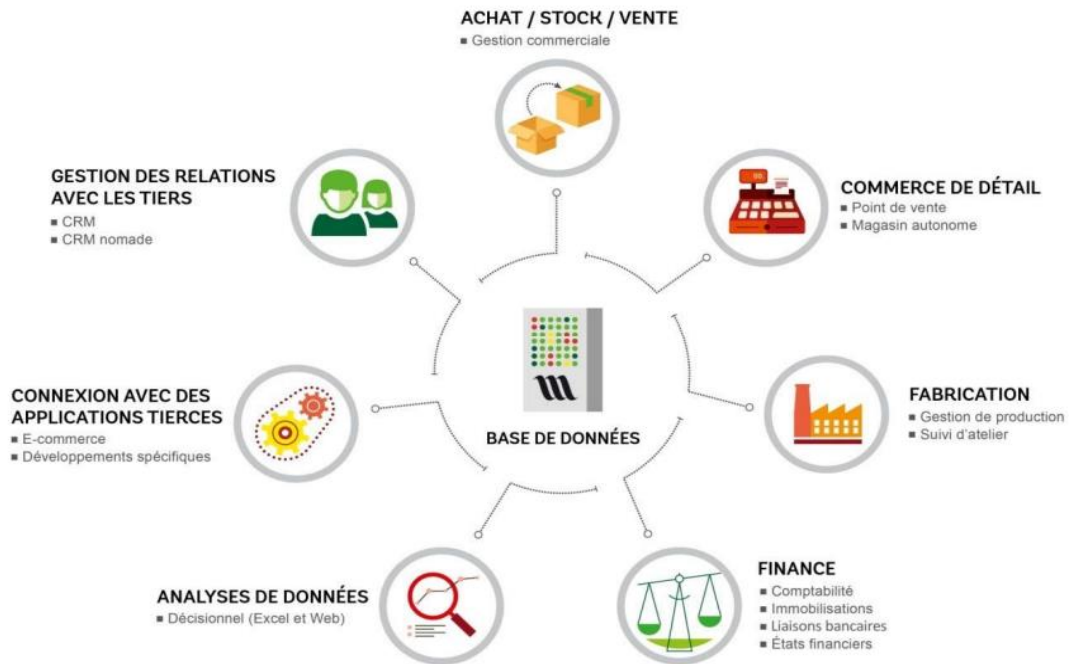 ACHAT / STOCK / VENTE
▪ Gestion commerciale
GESTION DES RELATIONS
AVEC LES TIERS
▪ CRM
▪ CRM nomade
COMMERCE DE DÉTAIL
▪ Point de vente
▪ Magasin autonome
CONNEXION AVEC DES
APPLICATIONS TIERCES
▪ E-commerce
▪ Développements spécifiques
BASE DE DONNÉES
FABRICATION
▪ Gestion de production
▪ Suivi d'atelier
ANALYSES DE DONNÉES
▪ Décisionnel (Excel et Web)
FINANCE
▪ Comptabilité
▪ Immobilisations
▪ Liaisons bancaires
▪ États financiers